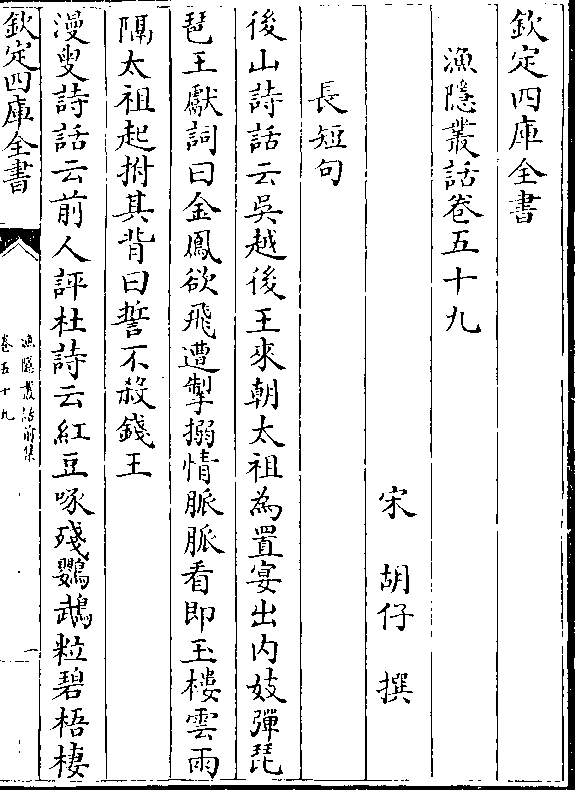 欽定四庫全書
漁隱叢話卷五十九
宋　胡仔　撰
長短句
後山詩話云吳越後王來朝太祖為置宴出内妓彈琵
琶王獻詞曰金鳳欲飛遭掣搦情脈脈看即玉樓雲雨
隔太祖起拊其背曰誓不殺錢王
漫叟詩話云前人評杜詩云紅豆啄殘鸚鵡粒碧梧棲
欽定四庫全書
漁隱叢話前集
卷五十九
一